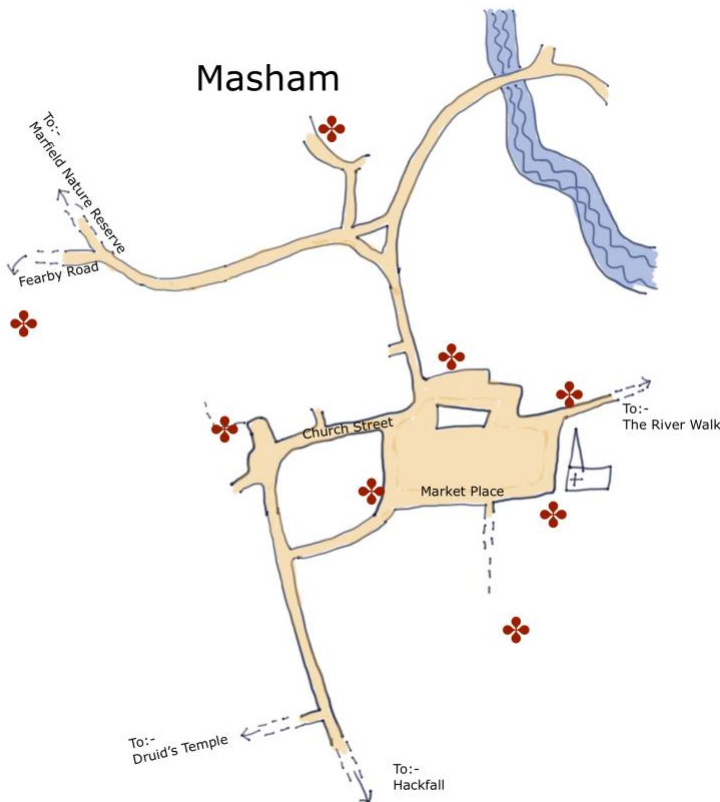 Masham
To:-
Marfield Nature Reserve
Fearby Road
Church Street
To:-
The River Walk
Market Place
To:-
Druid's Temple
To:-
Hackfall